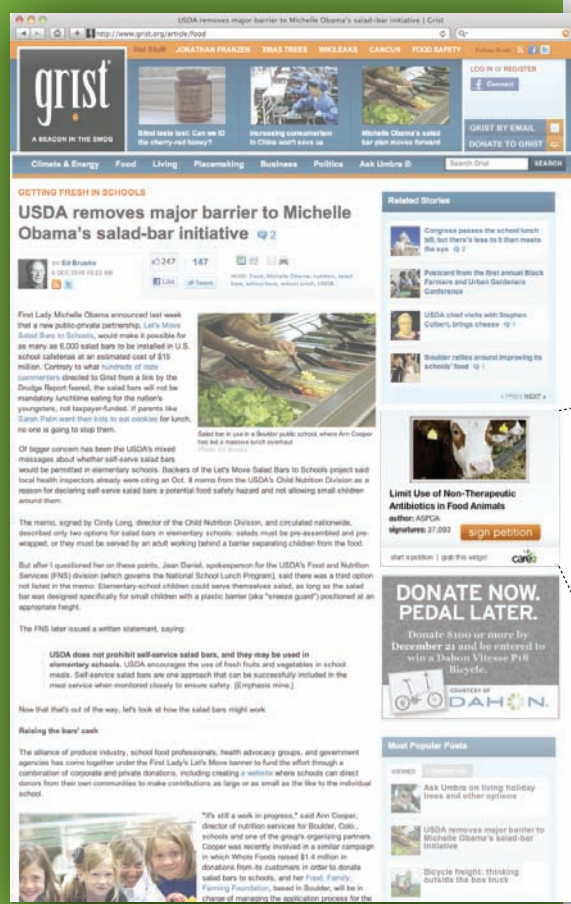 USDA removes major barrier to Michelle Obama's salad-bar initiative | Grist
http://www.grist.org/article/food
Hot Stuff: JONATHAN FRANZEN XMAS TREES WIKILEAKS CANCUN FOOD SAFETY
LOG IN or REGISTER
Connect
grist
A BEACON IN THE SMOG
Blind taste test: Can we ID
the cherry-red honey?
Increasing consumerism
in China won't save us
Michelle Obama's salad
bar plan moves forward
GRIST BY EMAIL
DONATE TO GRIST
Climate & Energy Food Living Placemaking Business Politics Ask Umbra ®
Search Grist SEARCH
GETTING FRESH IN SCHOOLS
USDA removes major barrier to Michelle
Obama's salad-bar initiative 2
BY Ed Bruske
6 DEC 2010 10:23 AM
247
147
Like
Tweet
MORE: Food, Michelle Obama, nutrition, salad
bars, school food, school lunch, USDA
First Lady Michelle Obama announced last week
that a new public-private partnership, Let's Move
Salad Bars to Schools, would make it possible for
as many as 6,000 salad bars to be installed in U.S.
school cafeterias at an estimated cost of $15
million. Contrary to what hundreds of irate
commenters directed to Grist from a link by the
Drudge Report feared, the salad bars will not be
mandatory lunchtime eating for the nation's
youngsters, not taxpayer-funded. If parents like
Sarah Palin want their kids to eat cookies for lunch,
no one is going to stop them.
Salad bar in use in a Boulder public school, where Ann Cooper
has led a massive lunch overhaul.
Photo: Ed Bruske
Of bigger concern has been the USDA's mixed
messages about whether self-serve salad bars
would be permitted in elementary schools. Backers of the Let's Move Salad Bars to Schools project said
local health inspectors already were citing an Oct. 8 memo from the USDA's Child Nutrition Division as a
reason for declaring self-serve salad bars a potential food safety hazard and not allowing small children
around them.
The memo, signed by Cindy Long, director of the Child Nutrition Division, and circulated nationwide,
described only two options for salad bars in elementary schools: salads must be pre-assembled and pre-
wrapped, or they must be served by an adult working behind a barrier separating children from the food.
But after I questioned her on these points, Jean Daniel, spokesperson for the USDA's Food and Nutrition
Services (FNS) division (which governs the National School Lunch Program), said there was a third option
not listed in the memo: Elementary-school children could serve themselves salad, as long as the salad
bar was designed specifically for small children with a plastic barrier (aka "sneeze guard") positioned at an
appropriate height.
The FNS later issued a written statement, saying:
USDA does not prohibit self-service salad bars, and they may be used in
elementary schools. USDA encourages the use of fresh fruits and vegetables in school
meals. Self-service salad bars are one approach that can be successfully included in the
meal service when monitored closely to ensure safety. [Emphasis mine.]
Now that that's out of the way, let's look at how the salad bars might work.
Raising the bars' cash
The alliance of produce industry, school food professionals, health advocacy groups, and government
agencies has come together under the First Lady's Let's Move banner to fund the effort through a
combination of corporate and private donations, including creating a website where schools can direct
donors from their own communities to make contributions as large or as small as the like to the individual
school.
"It's still a work in progress," said Ann Cooper,
director of nutrition services for Boulder, Colo.,
schools and one of the group's organizing partners.
Cooper was recently involved in a similar campaign
in which Whole Foods raised $1.4 million in
donations from its customers in order to donate
salad bars to schools, and her Food, Family,
Farming Foundation, based in Boulder, will be in
charge of managing the application process for the
Related Stories
Congress passes the school lunch
bill, but there's less to it than meets
the eye 2
Postcard from the first annual Black
Farmers and Urban Gardeners
Conference
USDA chief visits with Stephen
Colbert, brings cheese 1
Boulder rallies around improving its
schools' food 1
< PREV NEXT >
Limit Use of Non-Therapeutic
Antibiotics in Food Animals
author: ASPCA
signatures: 37,093
sign petition
start a petition | grab this widget
care2
DONATE NOW.
PEDAL LATER.
Donate $100 or more by
December 21 and be entered to
win a Dahon Vitesse P18
Bicycle.
COURTESY OF
DAHON.
Most Popular Posts
VIEWED
Ask Umbra on living holiday
trees and other options
USDA removes major barrier to
Michelle Obama's salad-bar
initiative
Bicycle freight: thinking
outside the box truck